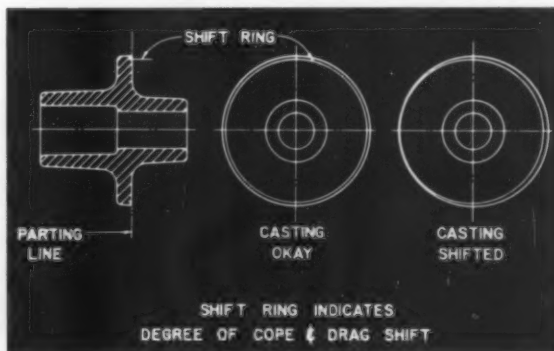 SHIFT RING
PARTING
LINE
CASTING
OKAY
CASTING
SHIFTED
SHIFT RING INDICATES
DEGREE OF COPE & DRAG SHIFT